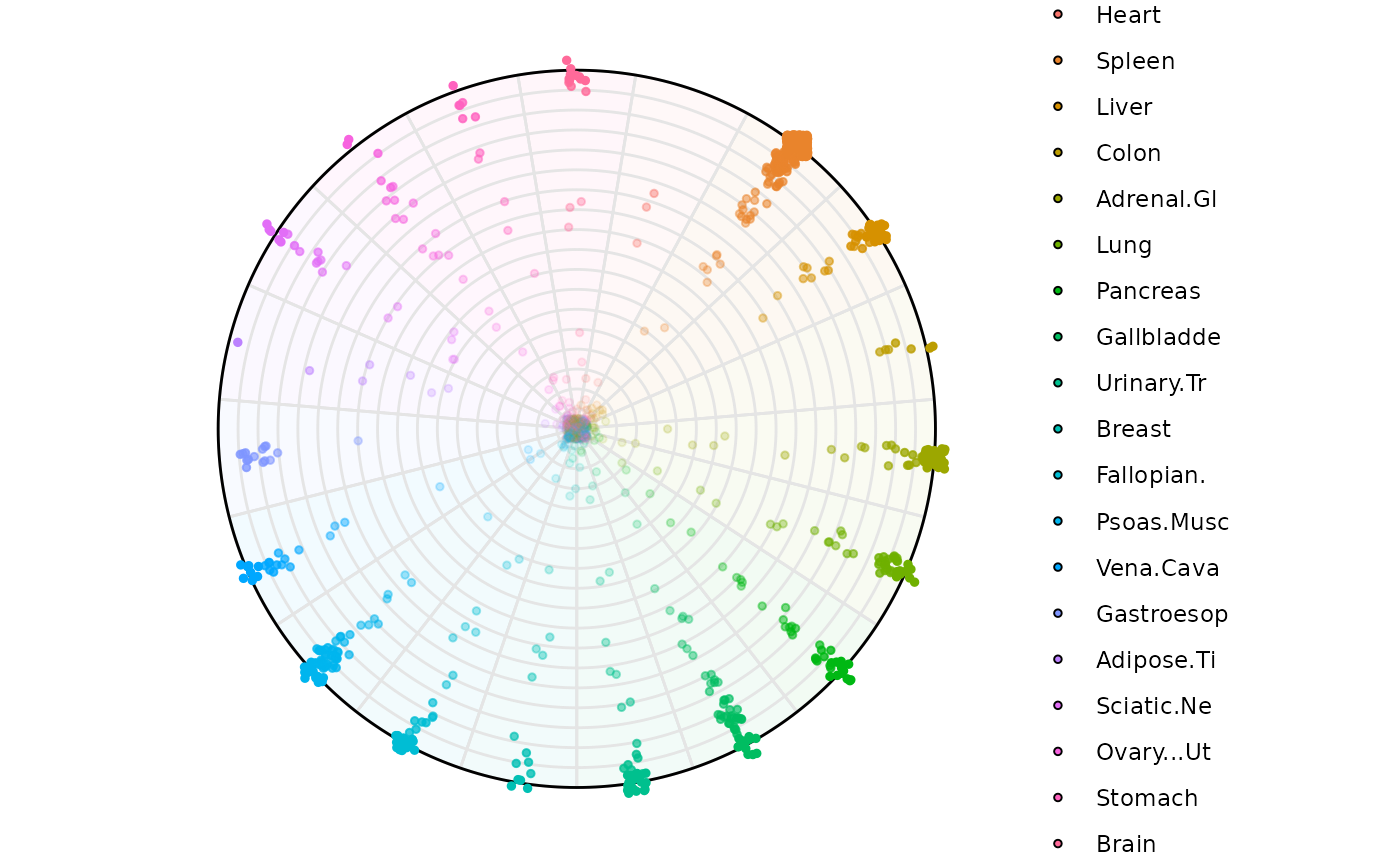 Heart
Spleen
Liver
Colon
Adrenal.Gl
Lung
Pancreas
Gallbladde
Urinary.Tr
Breast
Fallopian.
Psoas.Musc
Vena.Cava
Gastroesop
Adipose.Ti
Sciatic.Ne
Ovary...Ut
Stomach
Brain